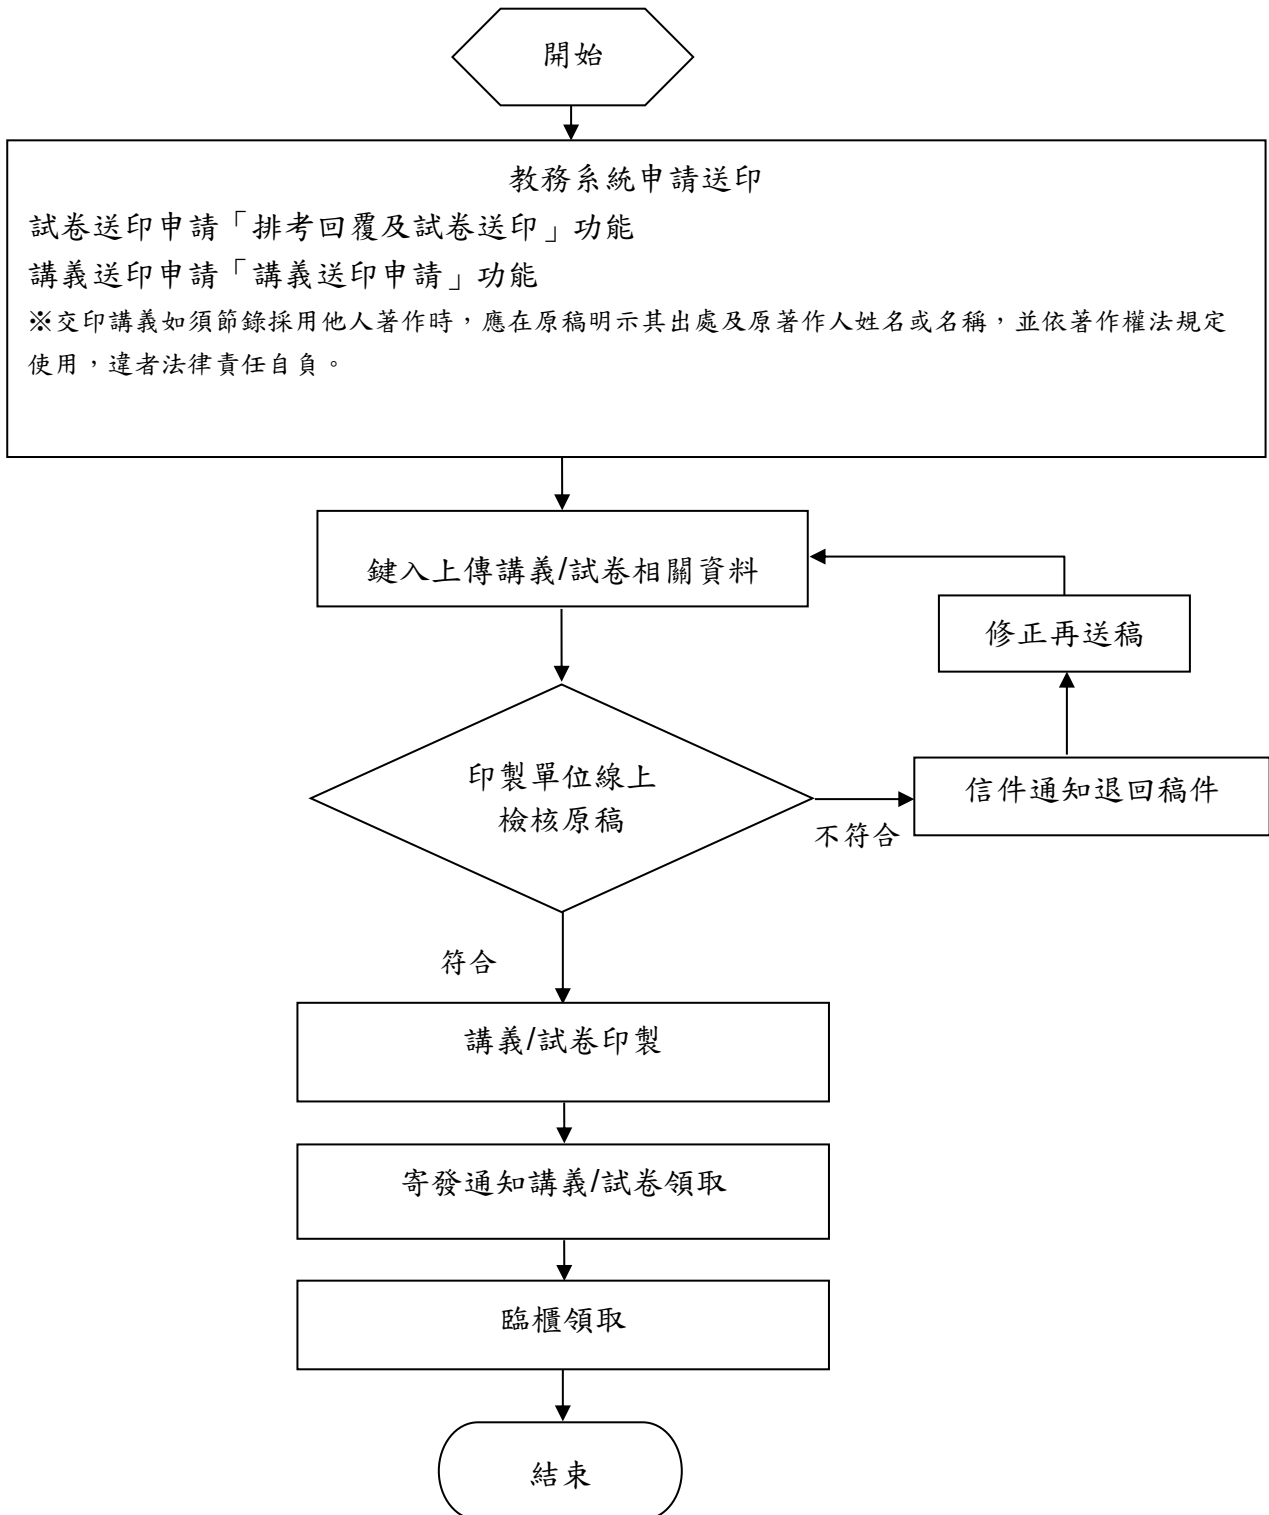 開始
教務系統申請送印
試卷送印申請「排考回覆及試卷送印」功能
講義送印申請「講義送印申請」功能
※交印講義如須節錄採用他人著作時，應在原稿明示其出處及原著作人姓名或名稱，並依著作權法規定
使用，違者法律責任自負。
鍵入上傳講義/試卷相關資料
修正再送稿
印製單位線上
檢核原稿
信件通知退回稿件
不符合
符合
講義/試卷印製
寄發通知講義/試卷領取
臨櫃領取
結束